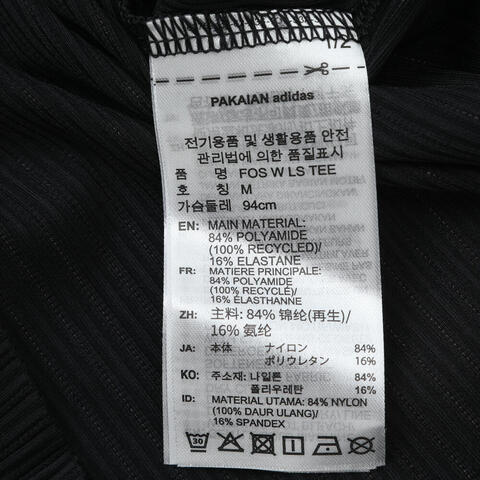 1/2
PAKAIAN adidas
전기용품 및 생활용품 안전
관리법에 의한 품질표시
품 명 FOS W LS TEE
호 칭 M
가슴둘레 94cm
EN: MAIN MATERIAL:
84% POLYAMIDE
(100% RECYCLED)/
16% ELASTANE
FR: MATIERE PRINCIPALE:
84% POLYAMIDE
(100% RECYCLE)/
16% ÉLASTHANNE
ZH: 主料: 84% 锦纶(再生)/
16% 氨纶
JA: 本体 ナイロン 84%
ポリウレタン 16%
KO: 주소재: 나일론 84%
폴리우레탄 16%
ID: MATERIAL UTAMA: 84% NYLON
(100% DAUR ULANG)/
16% SPANDEX
30